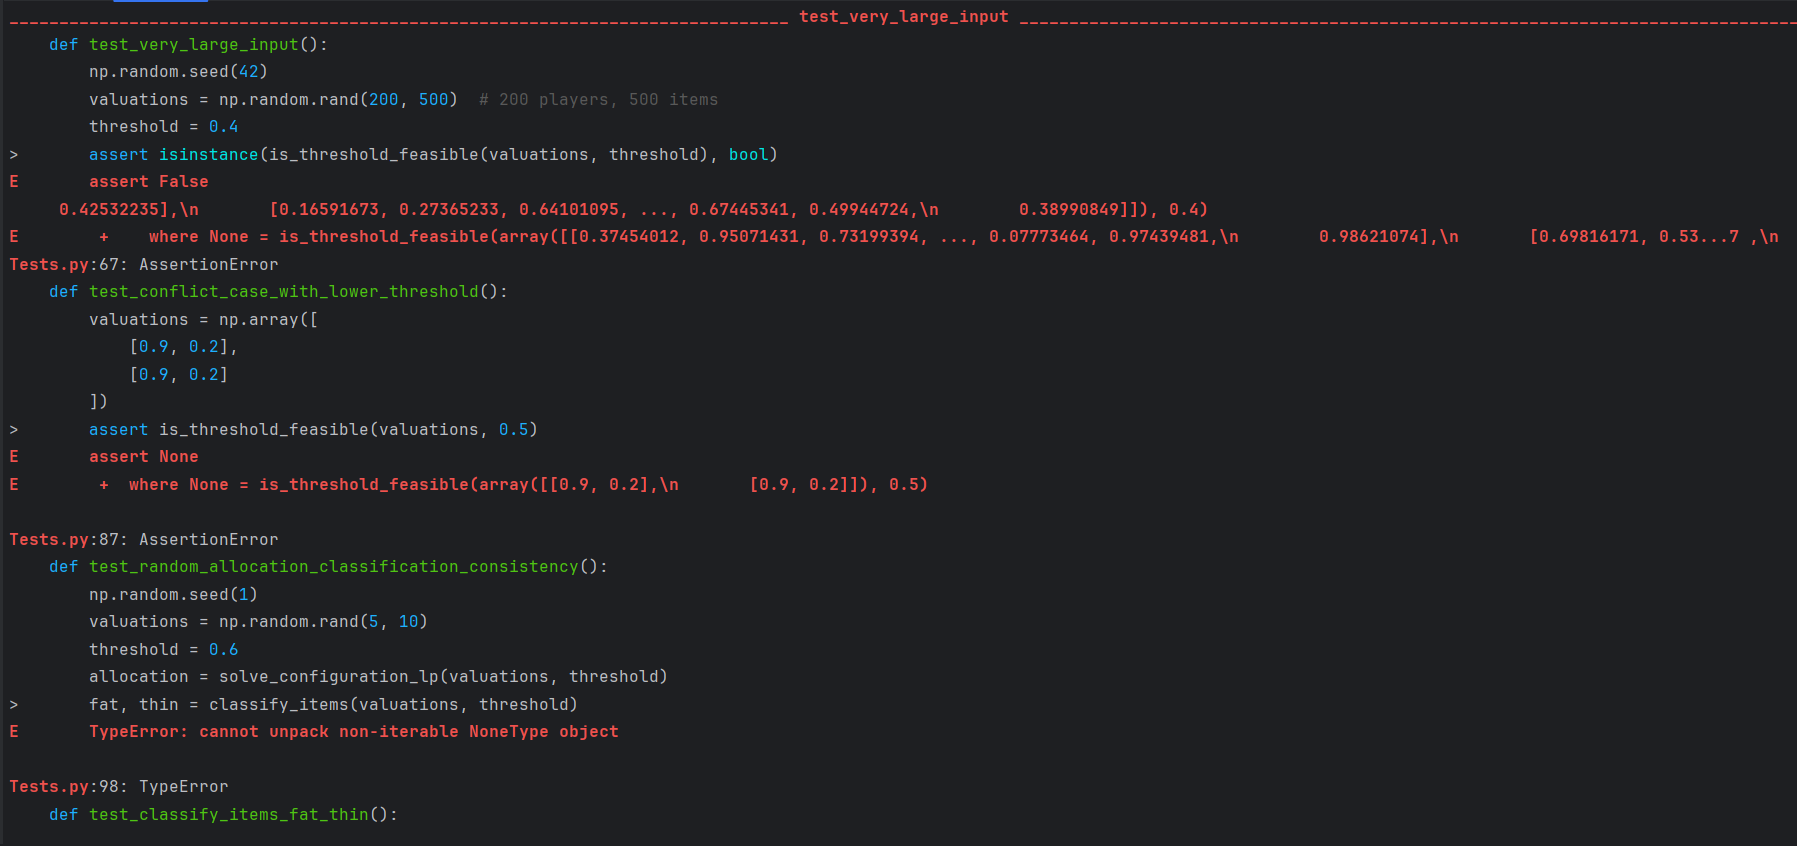 ______________________________________________________________________________ test_very_large_input ______________________________________________________________________________
    def test_very_large_input():
        np.random.seed(42)
        valuations = np.random.rand(200, 500)  # 200 players, 500 items
        threshold = 0.4
>       assert isinstance(is_threshold_feasible(valuations, threshold), bool)
E       assert False
     0.42532235],\n       [0.16591673, 0.27365233, 0.64101095, ..., 0.67445341, 0.49944724,\n        0.38990849]]), 0.4)
E        +    where None = is_threshold_feasible(array([[0.37454012, 0.95071431, 0.73199394, ..., 0.07773464, 0.97439481,\n        0.98621074],\n       [0.69816171, 0.53...7 ,\n
Tests.py:67: AssertionError
    def test_conflict_case_with_lower_threshold():
        valuations = np.array([
            [0.9, 0.2],
            [0.9, 0.2]
        ])
>       assert is_threshold_feasible(valuations, 0.5)
E       assert None
E        +  where None = is_threshold_feasible(array([[0.9, 0.2],\n       [0.9, 0.2]]), 0.5)
Tests.py:87: AssertionError
    def test_random_allocation_classification_consistency():
        np.random.seed(1)
        valuations = np.random.rand(5, 10)
        threshold = 0.6
        allocation = solve_configuration_lp(valuations, threshold)
>       fat, thin = classify_items(valuations, threshold)
E       TypeError: cannot unpack non-iterable NoneType object
Tests.py:98: TypeError
    def test_classify_items_fat_thin():